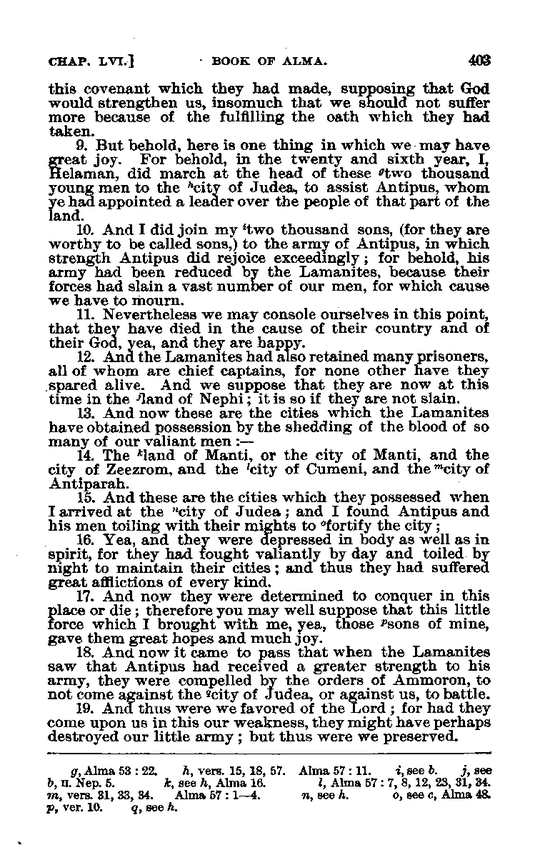 CHAP. LVI.] BOOK OF ALMA. 403
this covenant which they had made, supposing that God
would strengthen us, insomuch that we should not suffer
more because of the fulfilling the oath which they had
taken.
9. But behold, here is one thing in which we may have
great joy. For behold, in the twenty and sixth year, I,
Helaman, did march at the head of these ᵍtwo thousand
young men to the ʰcity of Judea, to assist Antipus, whom
ye had appointed a leader over the people of that part of the
land.
10. And I did join my ⁱtwo thousand sons, (for they are
worthy to be called sons,) to the army of Antipus, in which
strength Antipus did rejoice exceedingly; for behold, his
army had been reduced by the Lamanites, because their
forces had slain a vast number of our men, for which cause
we have to mourn.
11. Nevertheless we may console ourselves in this point,
that they have died in the cause of their country and of
their God, yea, and they are happy.
12. And the Lamanites had also retained many prisoners,
all of whom are chief captains, for none other have they
spared alive. And we suppose that they are now at this
time in the ʲland of Nephi; it is so if they are not slain.
13. And now these are the cities which the Lamanites
have obtained possession by the shedding of the blood of so
many of our valiant men:—
14. The ᵏland of Manti, or the city of Manti, and the
city of Zeezrom, and the ˡcity of Cumeni, and the ᵐcity of
Antiparah.
15. And these are the cities which they possessed when
I arrived at the ⁿcity of Judea; and I found Antipus and
his men toiling with their mights to ᵒfortify the city;
16. Yea, and they were depressed in body as well as in
spirit, for they had fought valiantly by day and toiled by
night to maintain their cities; and thus they had suffered
great afflictions of every kind.
17. And now they were determined to conquer in this
place or die; therefore you may well suppose that this little
force which I brought with me, yea, those ᵖsons of mine,
gave them great hopes and much joy.
18. And now it came to pass that when the Lamanites
saw that Antipus had received a greater strength to his
army, they were compelled by the orders of Ammoron, to
not come against the qcity of Judea, or against us, to battle.
19. And thus were we favored of the Lord; for had they
come upon us in this our weakness, they might have perhaps
destroyed our little army; but thus were we preserved.
g, Alma 53 : 22. h, vers. 15, 18, 57. Alma 57 : 11. i, see b. j, see
b, II. Nep. 5. k, see h, Alma 16. l, Alma 57 : 7, 8, 12, 23, 31, 34.
m, vers. 31, 33, 34. Alma 57 : 1—4. n, see h. o, see c, Alma 48.
p, ver. 10. q, see h.